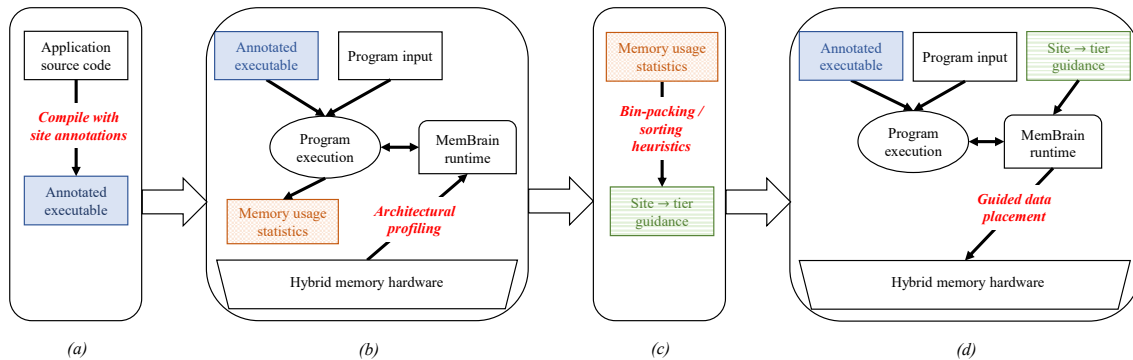 Application
source code
Compile with
site annotations
Annotated
executable
(a)
Annotated
executable
Program input
Program
execution
MemBrain
runtime
Memory usage
statistics
Architectural
profiling
Hybrid memory hardware
(b)
Memory usage
statistics
Bin-packing /
sorting
heuristics
Site → tier
guidance
(c)
Annotated
executable
Program input
Site → tier
guidance
Program
execution
MemBrain
runtime
Guided data
placement
Hybrid memory hardware
(d)